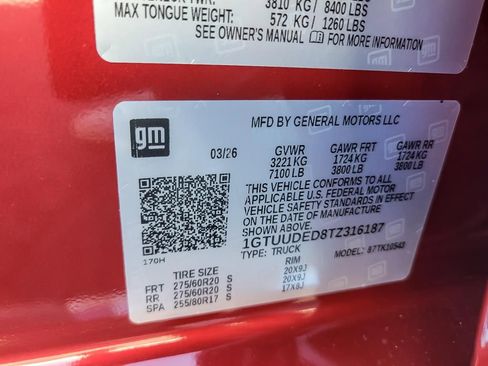 3810 KG/ 8400 LBS
MAX TONGUE WEIGHT: 572 KG / 1260 LBS
SEE OWNER'S MANUAL FOR MORE INFORMATION
gm
MFD BY GENERAL MOTORS LLC
03/26 GVWR GAWR FRT GAWR RR
3221 KG 1724 KG 1724 KG
7100 LB 3800 LB 3800 LB
THIS VEHICLE CONFORMS TO ALL
APPLICABLE U.S. FEDERAL MOTOR
VEHICLE SAFETY STANDARDS IN EFFECT
ON THE DATE OF MANUFACTURE
1GTUUDED8TZ316187
TYPE: TRUCK MODEL: 87TK10543
170H
TIRE SIZE RIM
FRT 275/60R20 S 20X9J
RR 275/60R20 S 20X9J
SPA 255/80R17 S 17X8J